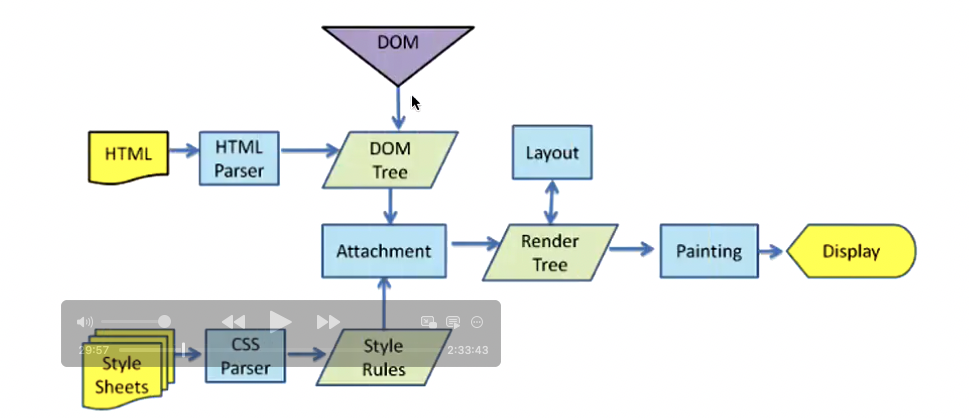 DOM
HTML
HTML
Parser
DOM
Tree
Layout
Attachment
Render
Tree
Painting
Display
29:57
2:33:43
Style
Sheets
CSS
Parser
Style
Rules